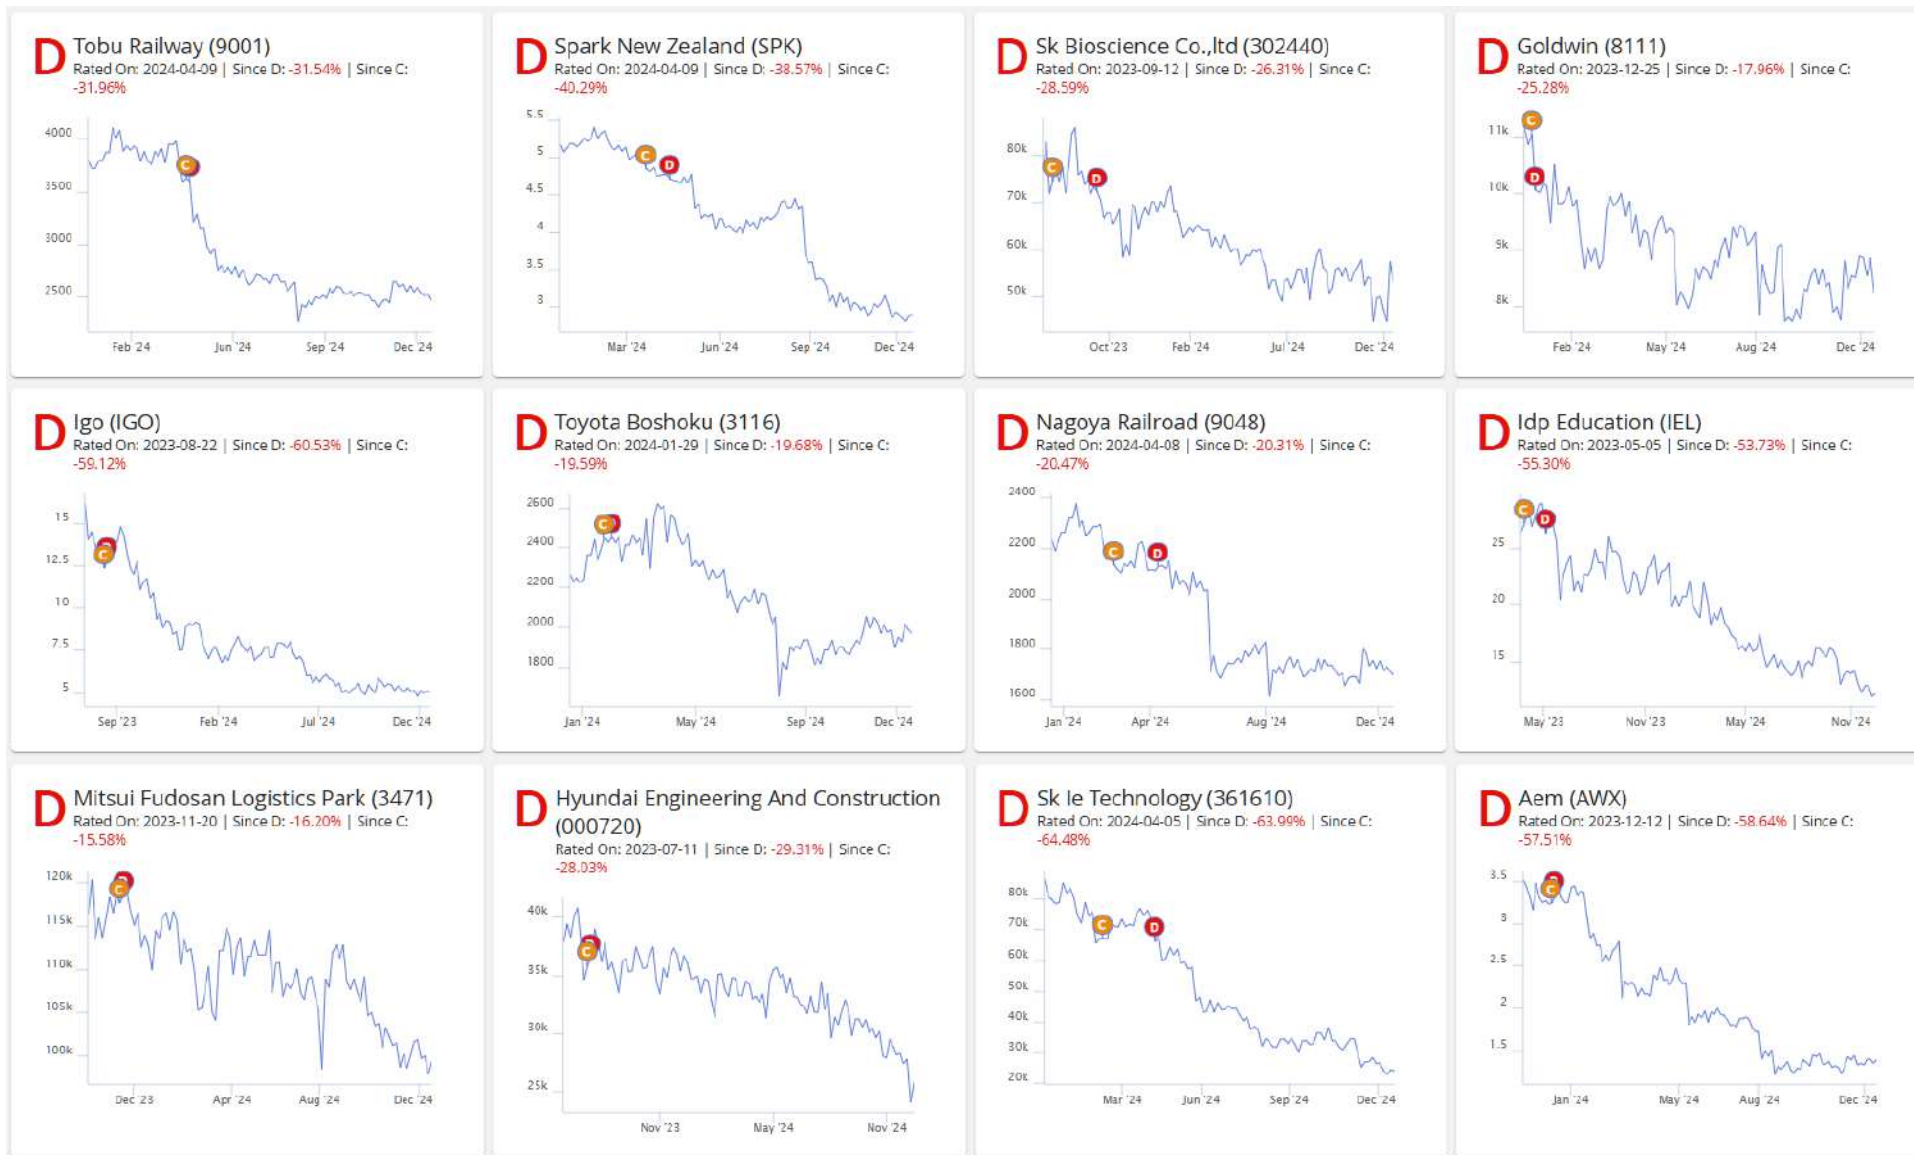 D Tobu Railway (9001)
Rated On: 2024-04-09 | Since D: -31.54% | Since C:
-31.96%
4000
3500
3000
2500
Feb '24 Jun '24 Sep '24 Dec '24
C
D Spark New Zealand (SPK)
Rated On: 2024-04-09 | Since D: -38.57% | Since C:
-40.29%
5.5
5
4.5
4
3.5
3
Mar '24 Jun '24 Sep '24 Dec '24
C D
D Sk Bioscience Co.,ltd (302440)
Rated On: 2023-09-12 | Since D: -26.31% | Since C:
-28.59%
80k
70k
60k
50k
Oct '23 Feb '24 Jul '24 Dec '24
C D
D Goldwin (8111)
Rated On: 2023-12-25 | Since D: -17.96% | Since C:
-25.28%
11k
10k
9k
8k
Feb '24 May '24 Aug '24 Dec '24
C
D
D Igo (IGO)
Rated On: 2023-08-22 | Since D: -60.53% | Since C:
-59.12%
15
12.5
10
7.5
5
Sep '23 Feb '24 Jul '24 Dec '24
D
C
D Toyota Boshoku (3116)
Rated On: 2024-01-29 | Since D: -19.68% | Since C:
-19.59%
2600
2400
2200
2000
1800
Jan '24 May '24 Sep '24 Dec '24
C D
D Nagoya Railroad (9048)
Rated On: 2024-04-08 | Since D: -20.31% | Since C:
-20.47%
2400
2200
2000
1800
1600
Jan '24 Apr '24 Aug '24 Dec '24
C D
D Idp Education (IEL)
Rated On: 2023-05-05 | Since D: -53.73% | Since C:
-55.30%
25
20
15
May '23 Nov '23 May '24 Nov '24
C D
D Mitsui Fudosan Logistics Park (3471)
Rated On: 2023-11-20 | Since D: -16.20% | Since C:
-15.58%
120k
115k
110k
105k
100k
Dec '23 Apr '24 Aug '24 Dec '24
D
C
D Hyundai Engineering And Construction
(000720)
Rated On: 2023-07-11 | Since D: -29.31% | Since C:
-28.03%
40k
35k
30k
25k
Nov '23 May '24 Nov '24
D
C
D Sk Ie Technology (361610)
Rated On: 2024-04-05 | Since D: -63.99% | Since C:
-64.48%
80k
70k
60k
50k
40k
30k
20k
Mar '24 Jun '24 Sep '24 Dec '24
C D
D Aem (AWX)
Rated On: 2023-12-12 | Since D: -58.64% | Since C:
-57.51%
3.5
3
2.5
2
1.5
Jan '24 May '24 Aug '24 Dec '24
D
C